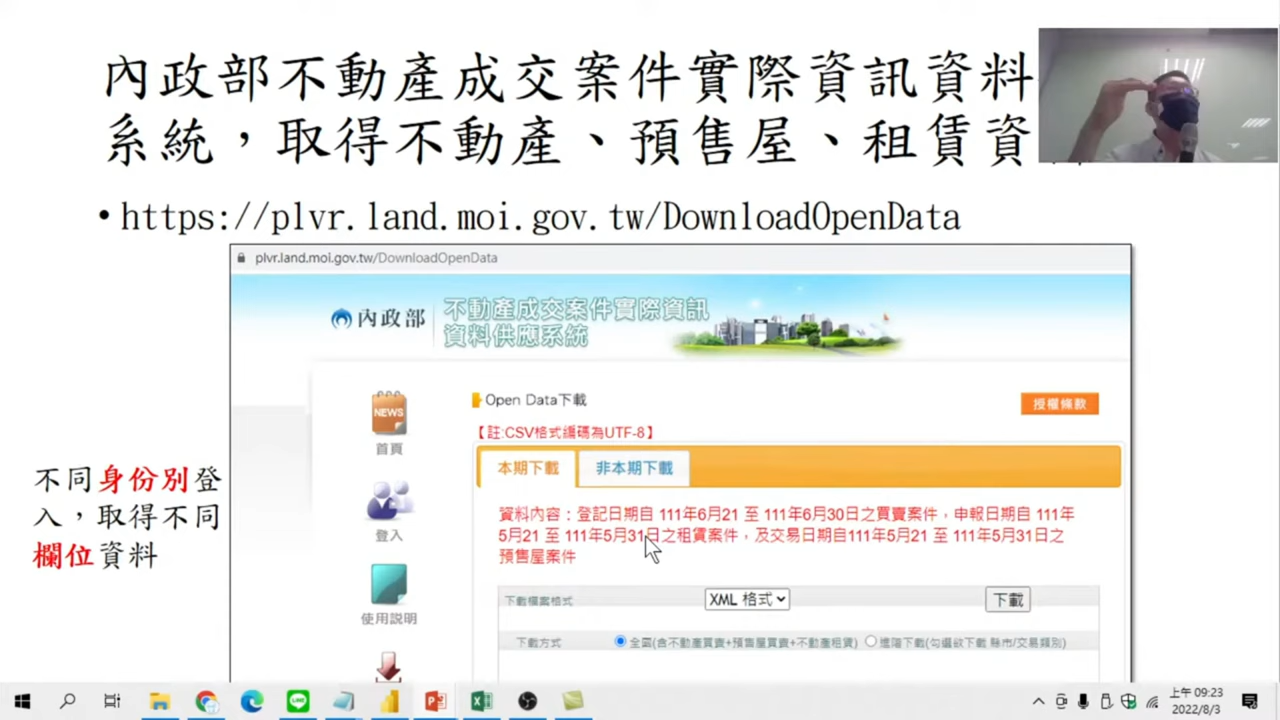 內政部不動產成交案件實際資訊資料
系統，取得不動產、預售屋、租賃資
• https://plvr.land.moi.gov.tw/DownloadOpenData
plvr.land.moi.gov.tw/DownloadOpenData
內政部
不動產成交案件實際資訊
資料供應系統
NEWS
首頁
登入
使用說明
Open Data下載
授權條款
【註:CSV格式編碼為UTF-8】
本期下載
非本期下載
資料內容：登記日期自 111年6月21 至 111年6月30日之買賣案件，申報日期自 111年
5月21 至 111年5月31日之租賃案件，及交易日期自111年5月21 至 111年5月31日之
預售屋案件
下載檔案格式
XML 格式
下載
下載方式
全區(含不動產買賣+預售屋買賣+不動產租賃)
進階下載(勾選欲下載 縣市/交易類別)
不同身份別登
入，取得不同
欄位資料
上午 09:23
2022/8/3